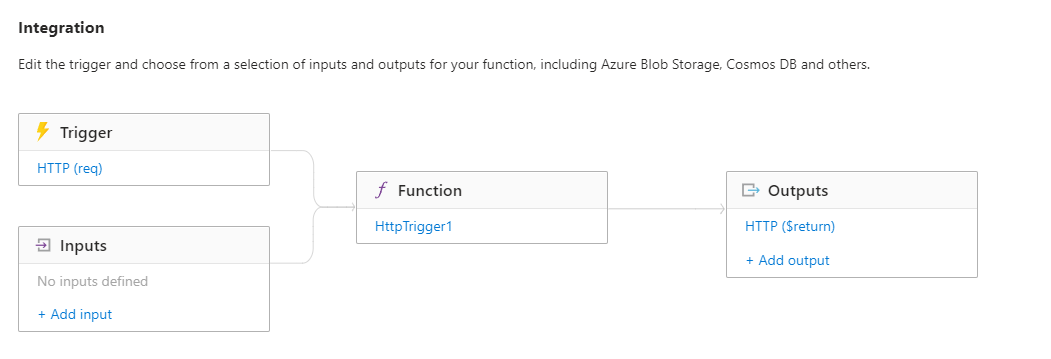 Integration
Edit the trigger and choose from a selection of inputs and outputs for your function, including Azure Blob Storage, Cosmos DB and others.
Trigger
HTTP (req)
Inputs
No inputs defined
+ Add input
Function
HttpTrigger1
Outputs
HTTP ($return)
+ Add output